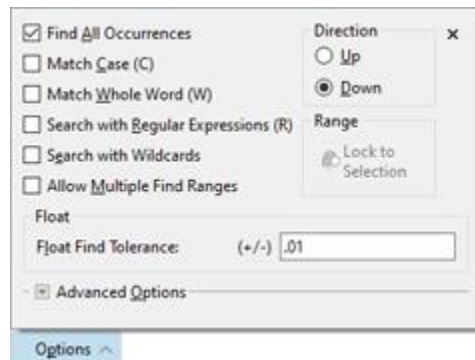 Find All Occurrences
Match Case (C)
Match Whole Word (W)
Search with Regular Expressions (R)
Search with Wildcards
Allow Multiple Find Ranges
Direction
Up
Down
Range
Lock to
Selection
Float
Float Find Tolerance: (+/-) .01
Advanced Options
Options